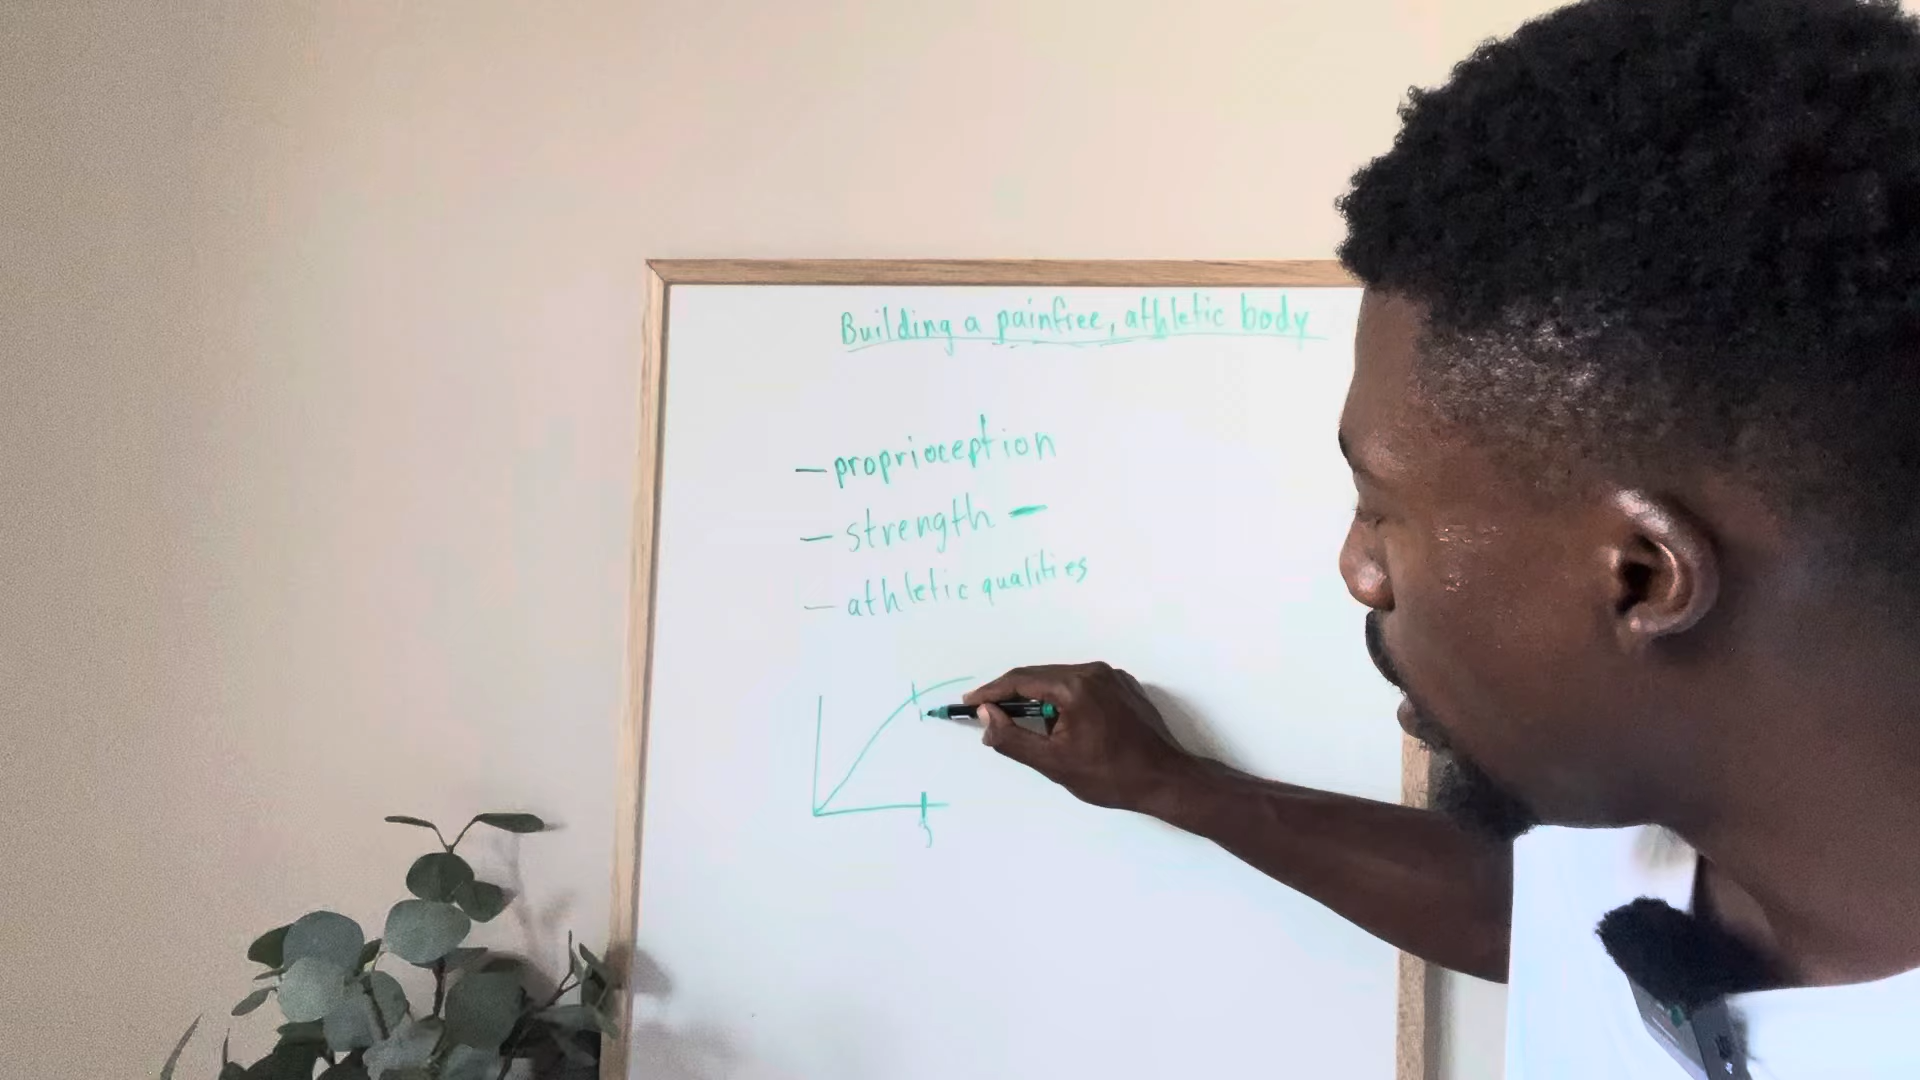 Building a painfree, athletic body
- proprioception
- strength -
- athletic qualities